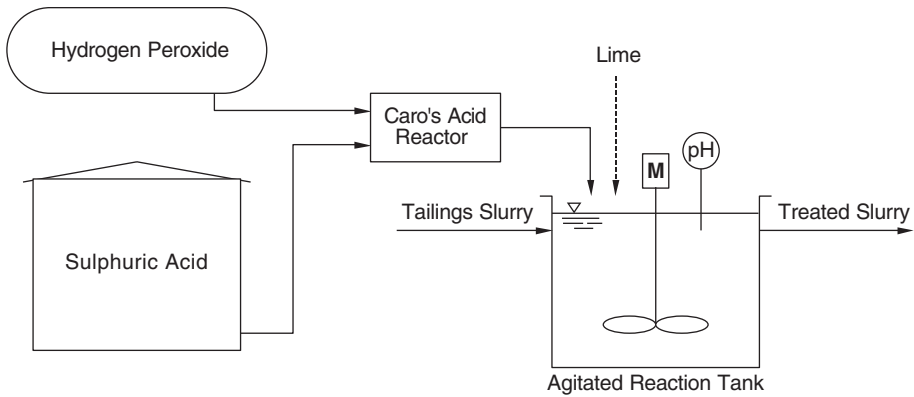 Hydrogen Peroxide
Lime
Caro's Acid
Reactor
pH
M
Tailings Slurry
Treated Slurry
Sulphuric Acid
Agitated Reaction Tank